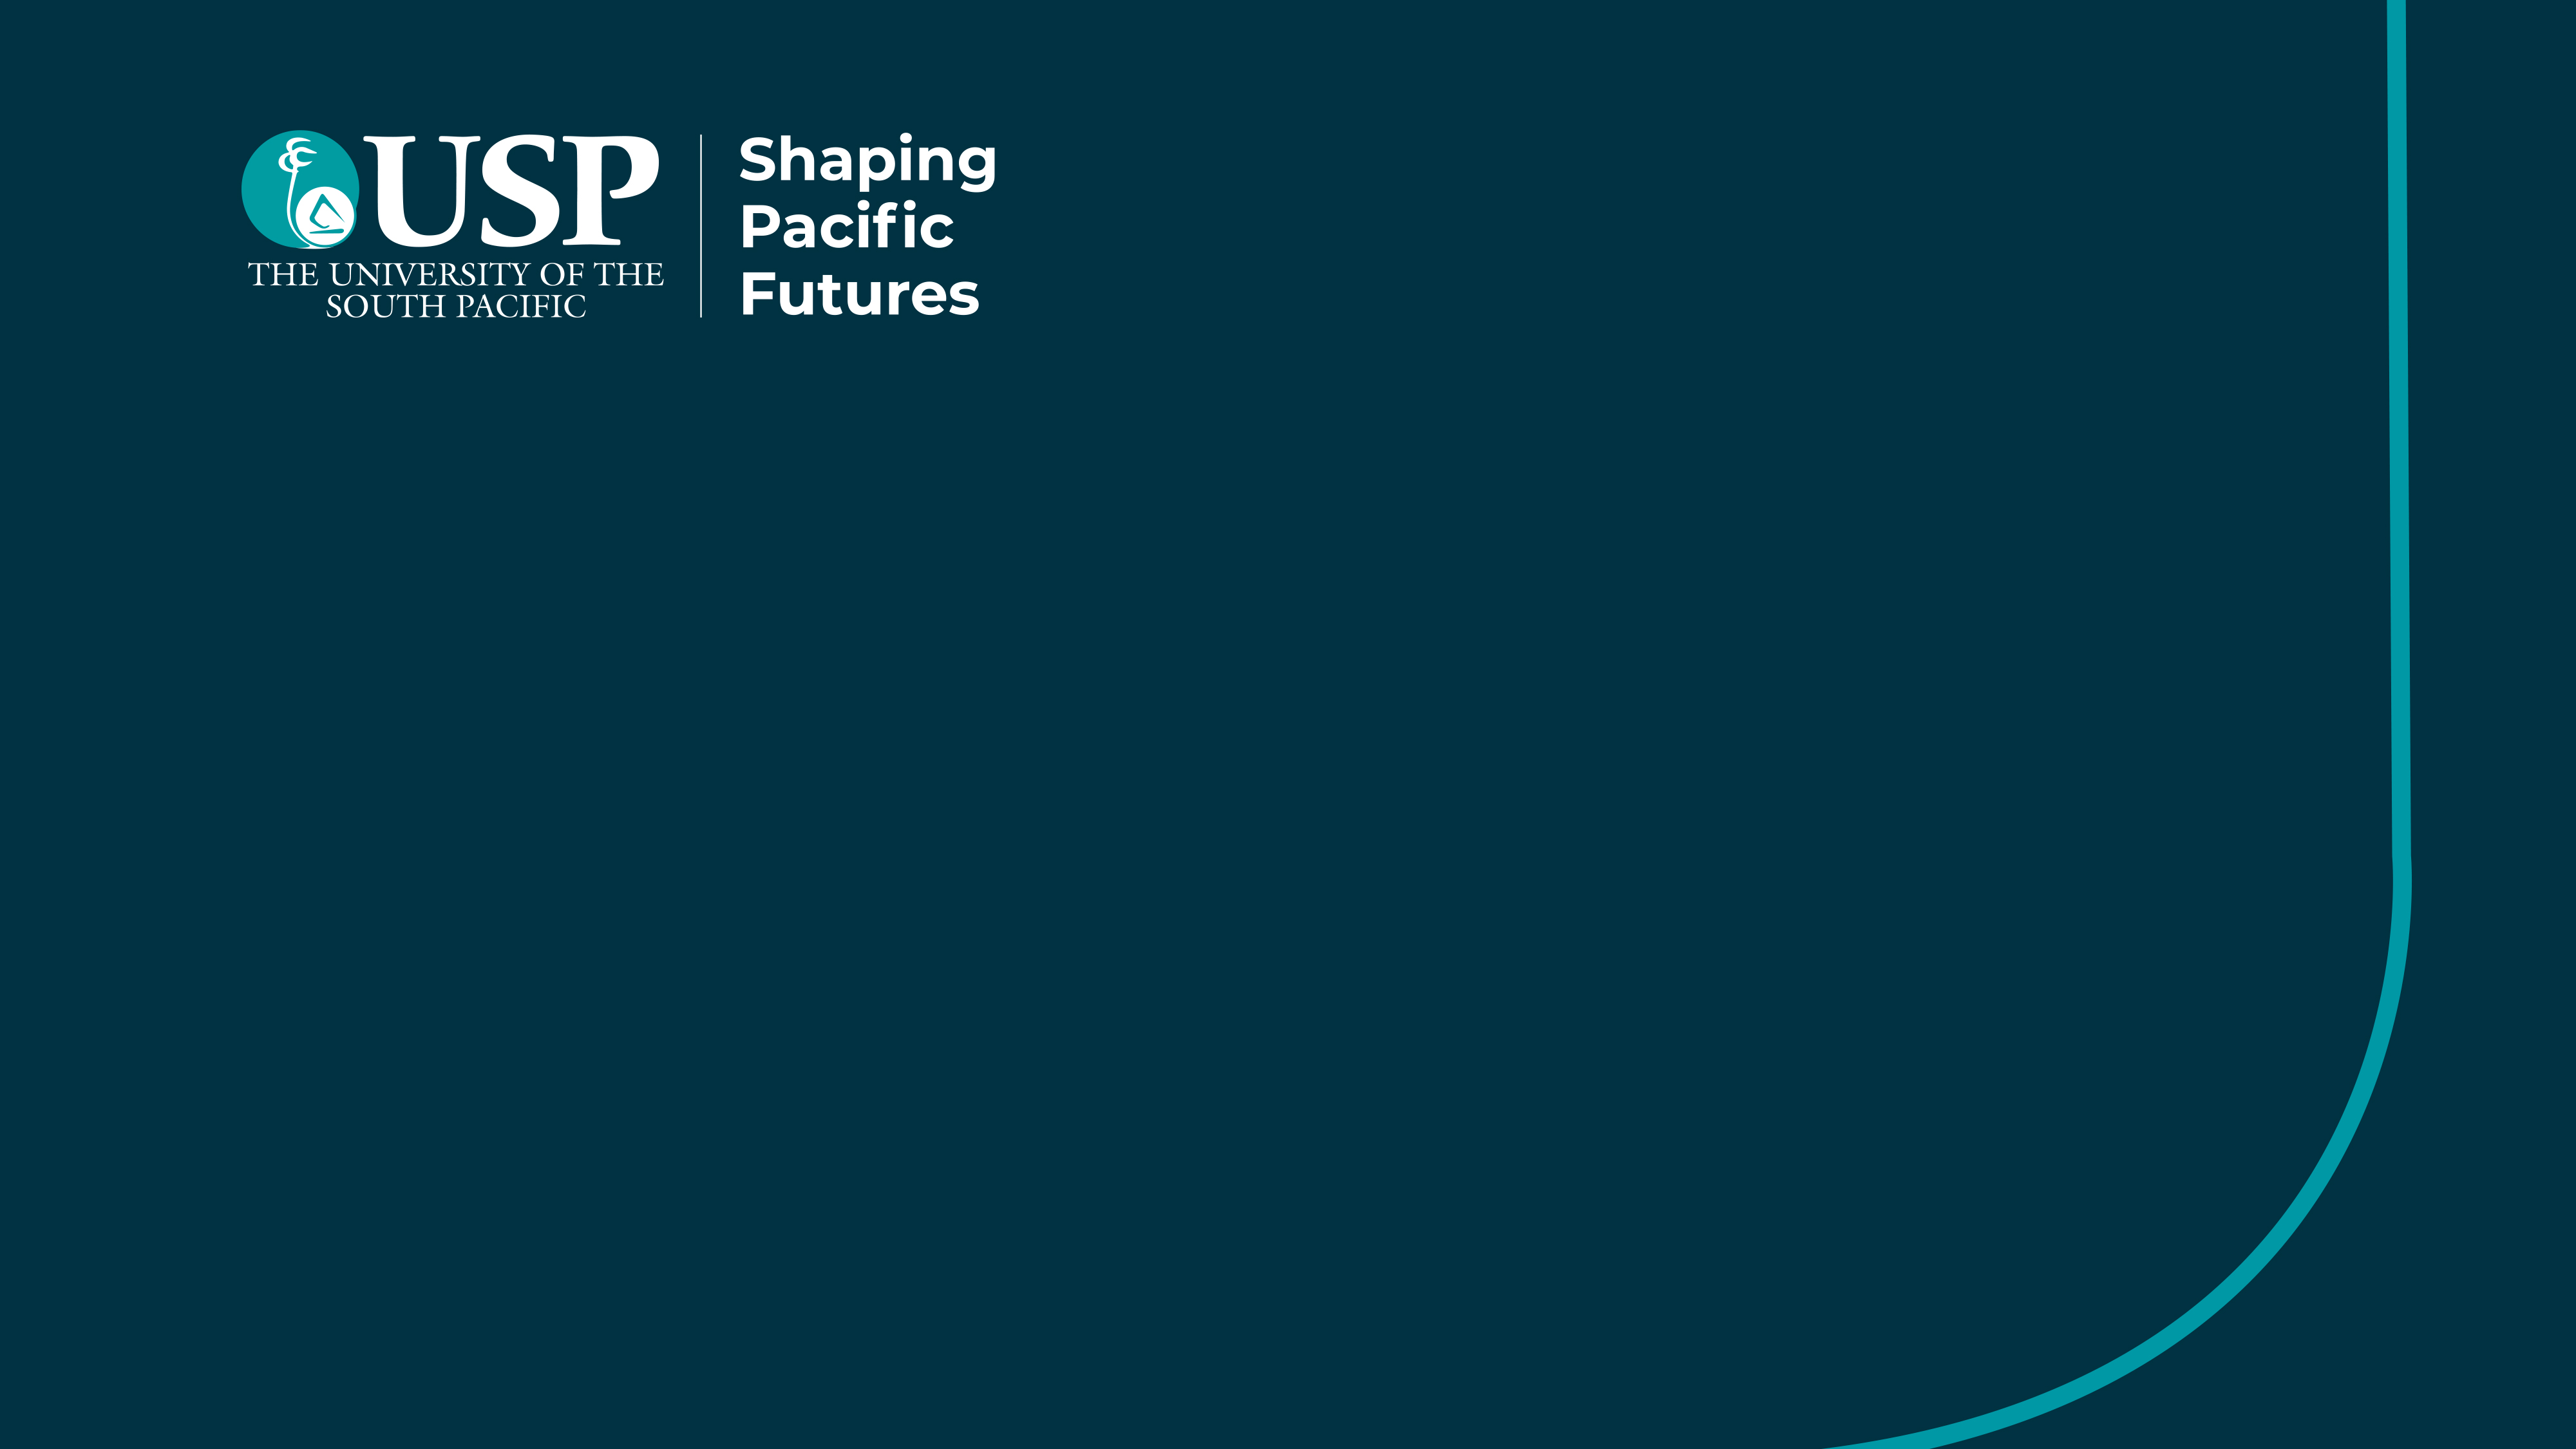 USP
THE UNIVERSITY OF THE
SOUTH PACIFIC
Shaping
Pacific
Futures